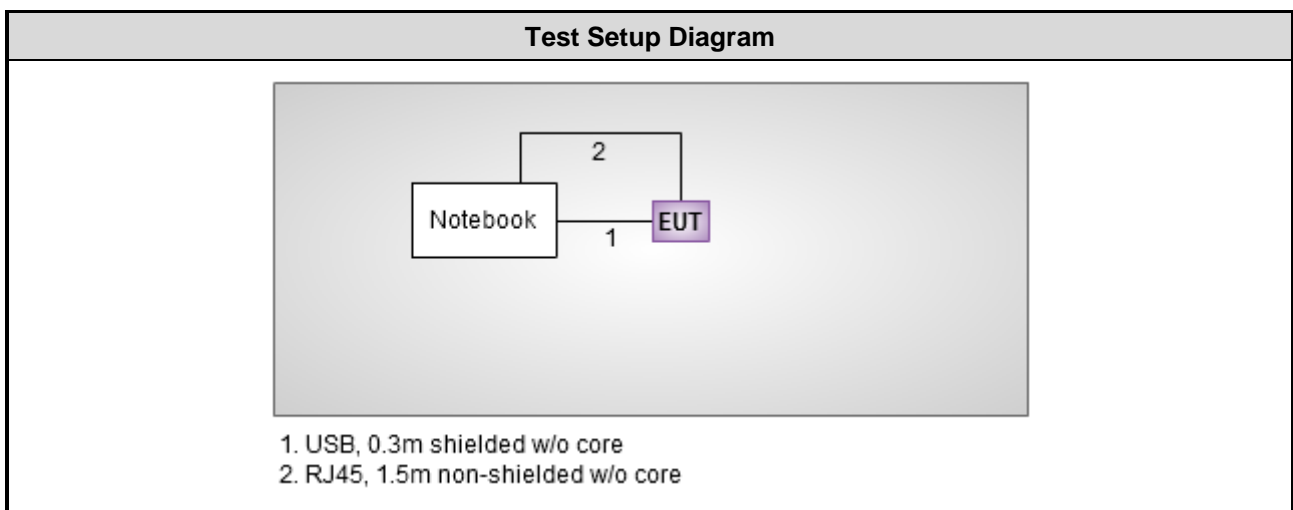 Test Setup Diagram
2
Notebook
EUT
1
1. USB, 0.3m shielded w/o core
2. RJ45, 1.5m non-shielded w/o core